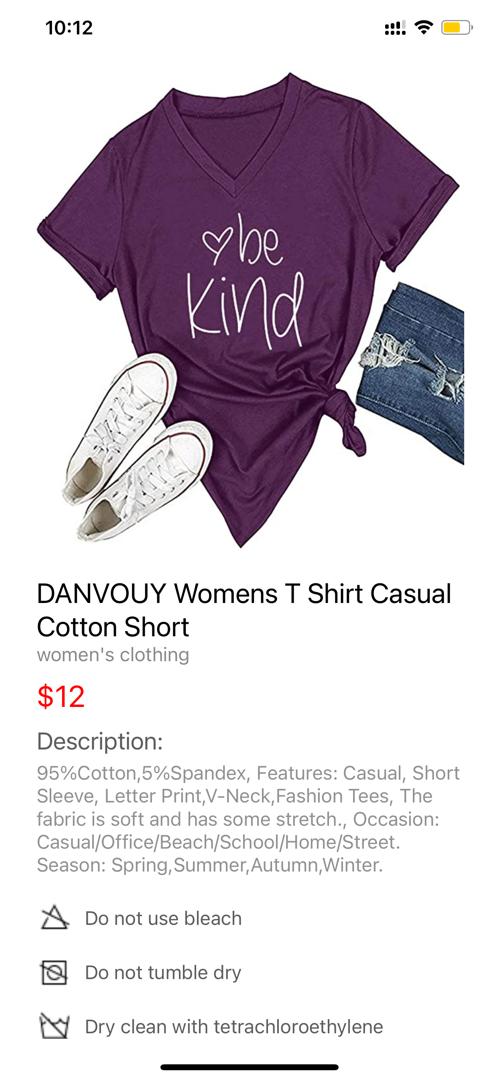 10:12
be
kind
DANVOUY Womens T Shirt Casual
Cotton Short
women's clothing
$12
Description:
95%Cotton,5%Spandex, Features: Casual, Short
Sleeve, Letter Print,V-Neck,Fashion Tees, The
fabric is soft and has some stretch., Occasion:
Casual/Office/Beach/School/Home/Street.
Season: Spring,Summer,Autumn,Winter.
Do not use bleach
Do not tumble dry
Dry clean with tetrachloroethylene